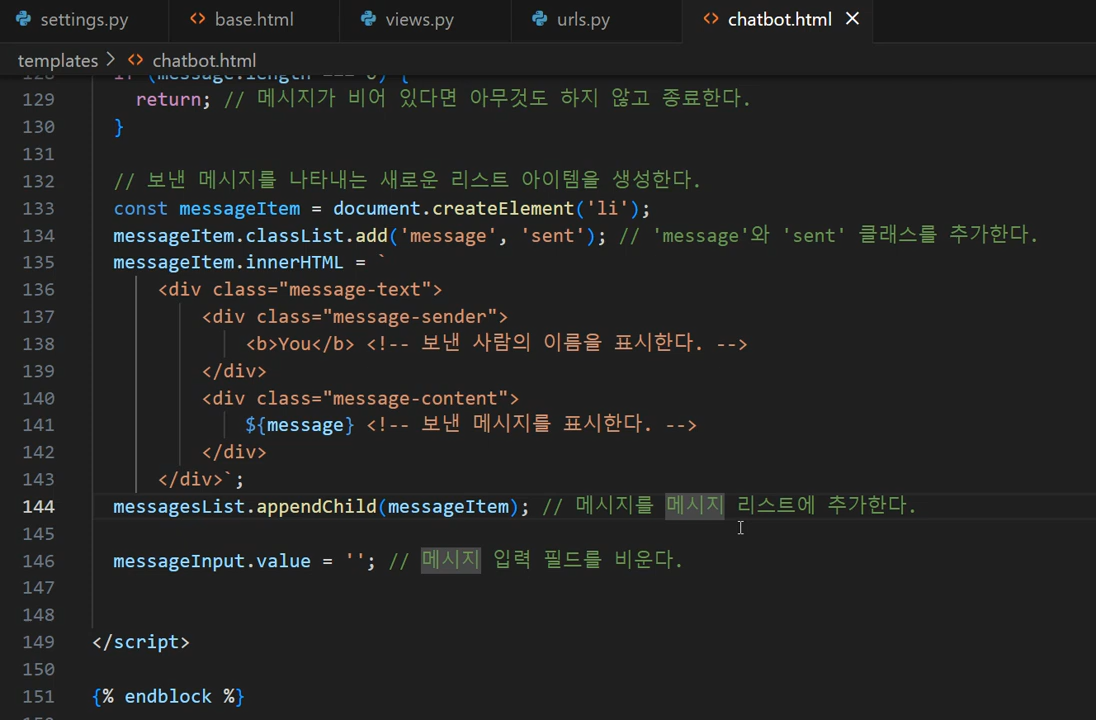 settings.py base.html views.py urls.py chatbot.html
templates > chatbot.html
129 return; // 메시지가 비어 있다면 아무것도 하지 않고 종료한다.
130 }
131
132 // 보낸 메시지를 나타내는 새로운 리스트 아이템을 생성한다.
133 const messageItem = document.createElement('li');
134 messageItem.classList.add('message', 'sent'); // 'message'와 'sent' 클래스를 추가한다.
135 messageItem.innerHTML = `
136 <div class="message-text">
137 <div class="message-sender">
138 <b>You</b> <!-- 보낸 사람의 이름을 표시한다. -->
139 </div>
140 <div class="message-content">
141 ${message} <!-- 보낸 메시지를 표시한다. -->
142 </div>
143 </div>`;
144 messagesList.appendChild(messageItem); // 메시지를 메시지 리스트에 추가한다.
145
146 messageInput.value = ''; // 메시지 입력 필드를 비운다.
147
148
149 </script>
150
151 {% endblock %}